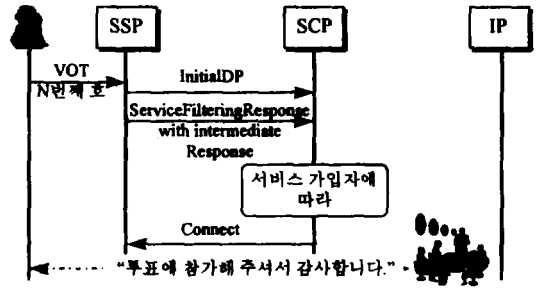 SSP SCP IP
VOT
N번째 호
InitialDP
ServiceFilteringResponse
with intermediate
Response
서비스 가입자에
따라
Connect
"투표에 참가해 주셔서 감사합니다."